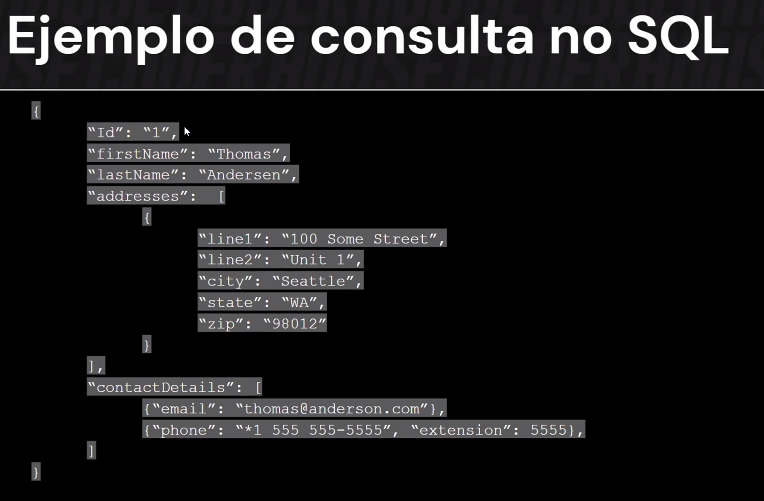 Ejemplo de consulta no SQL
{
“Id”: “1”,
“firstName”: “Thomas”,
“lastName”: “Andersen”,
“addresses”: [
{
“line1”: “100 Some Street”,
“line2”: “Unit 1”,
“city”: “Seattle”,
“state”: “WA”,
“zip”: “98012”
}
],
“contactDetails”: [
{“email”: “thomas@anderson.com”},
{“phone”: “*1 555 555-5555”, “extension”: 5555},
]
}